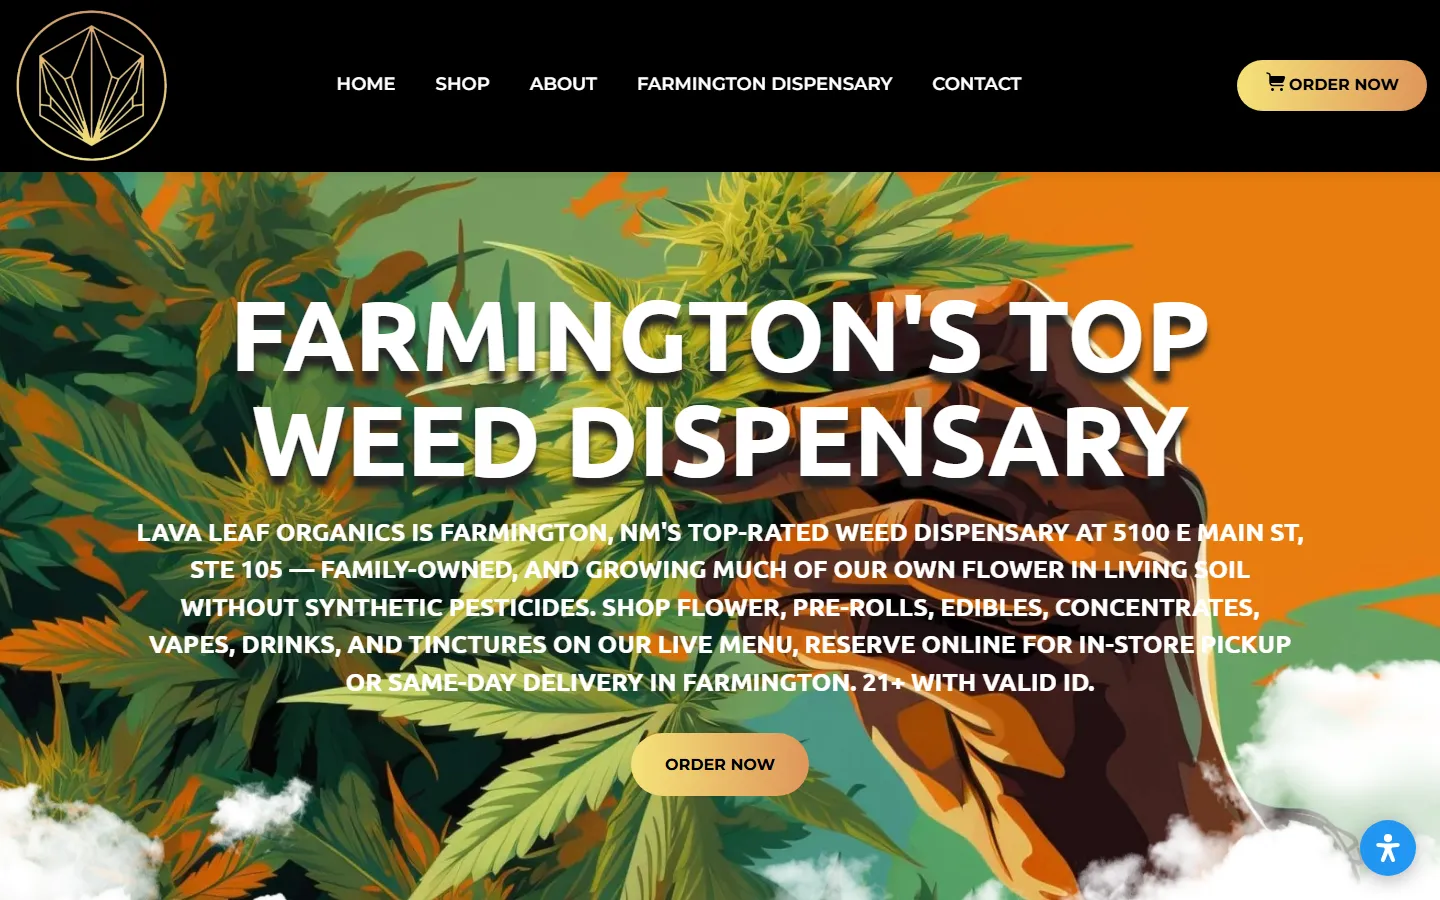 HOME SHOP ABOUT FARMINGTON DISPENSARY CONTACT ORDER NOW
FARMINGTON'S TOP
WEED DISPENSARY
LAVA LEAF ORGANICS IS FARMINGTON, NM'S TOP-RATED WEED DISPENSARY AT 5100 E MAIN ST,
STE 105 — FAMILY-OWNED, AND GROWING MUCH OF OUR OWN FLOWER IN LIVING SOIL
WITHOUT SYNTHETIC PESTICIDES. SHOP FLOWER, PRE-ROLLS, EDIBLES, CONCENTRATES,
VAPES, DRINKS, AND TINCTURES ON OUR LIVE MENU, RESERVE ONLINE FOR IN-STORE PICKUP
OR SAME-DAY DELIVERY IN FARMINGTON. 21+ WITH VALID ID.
ORDER NOW